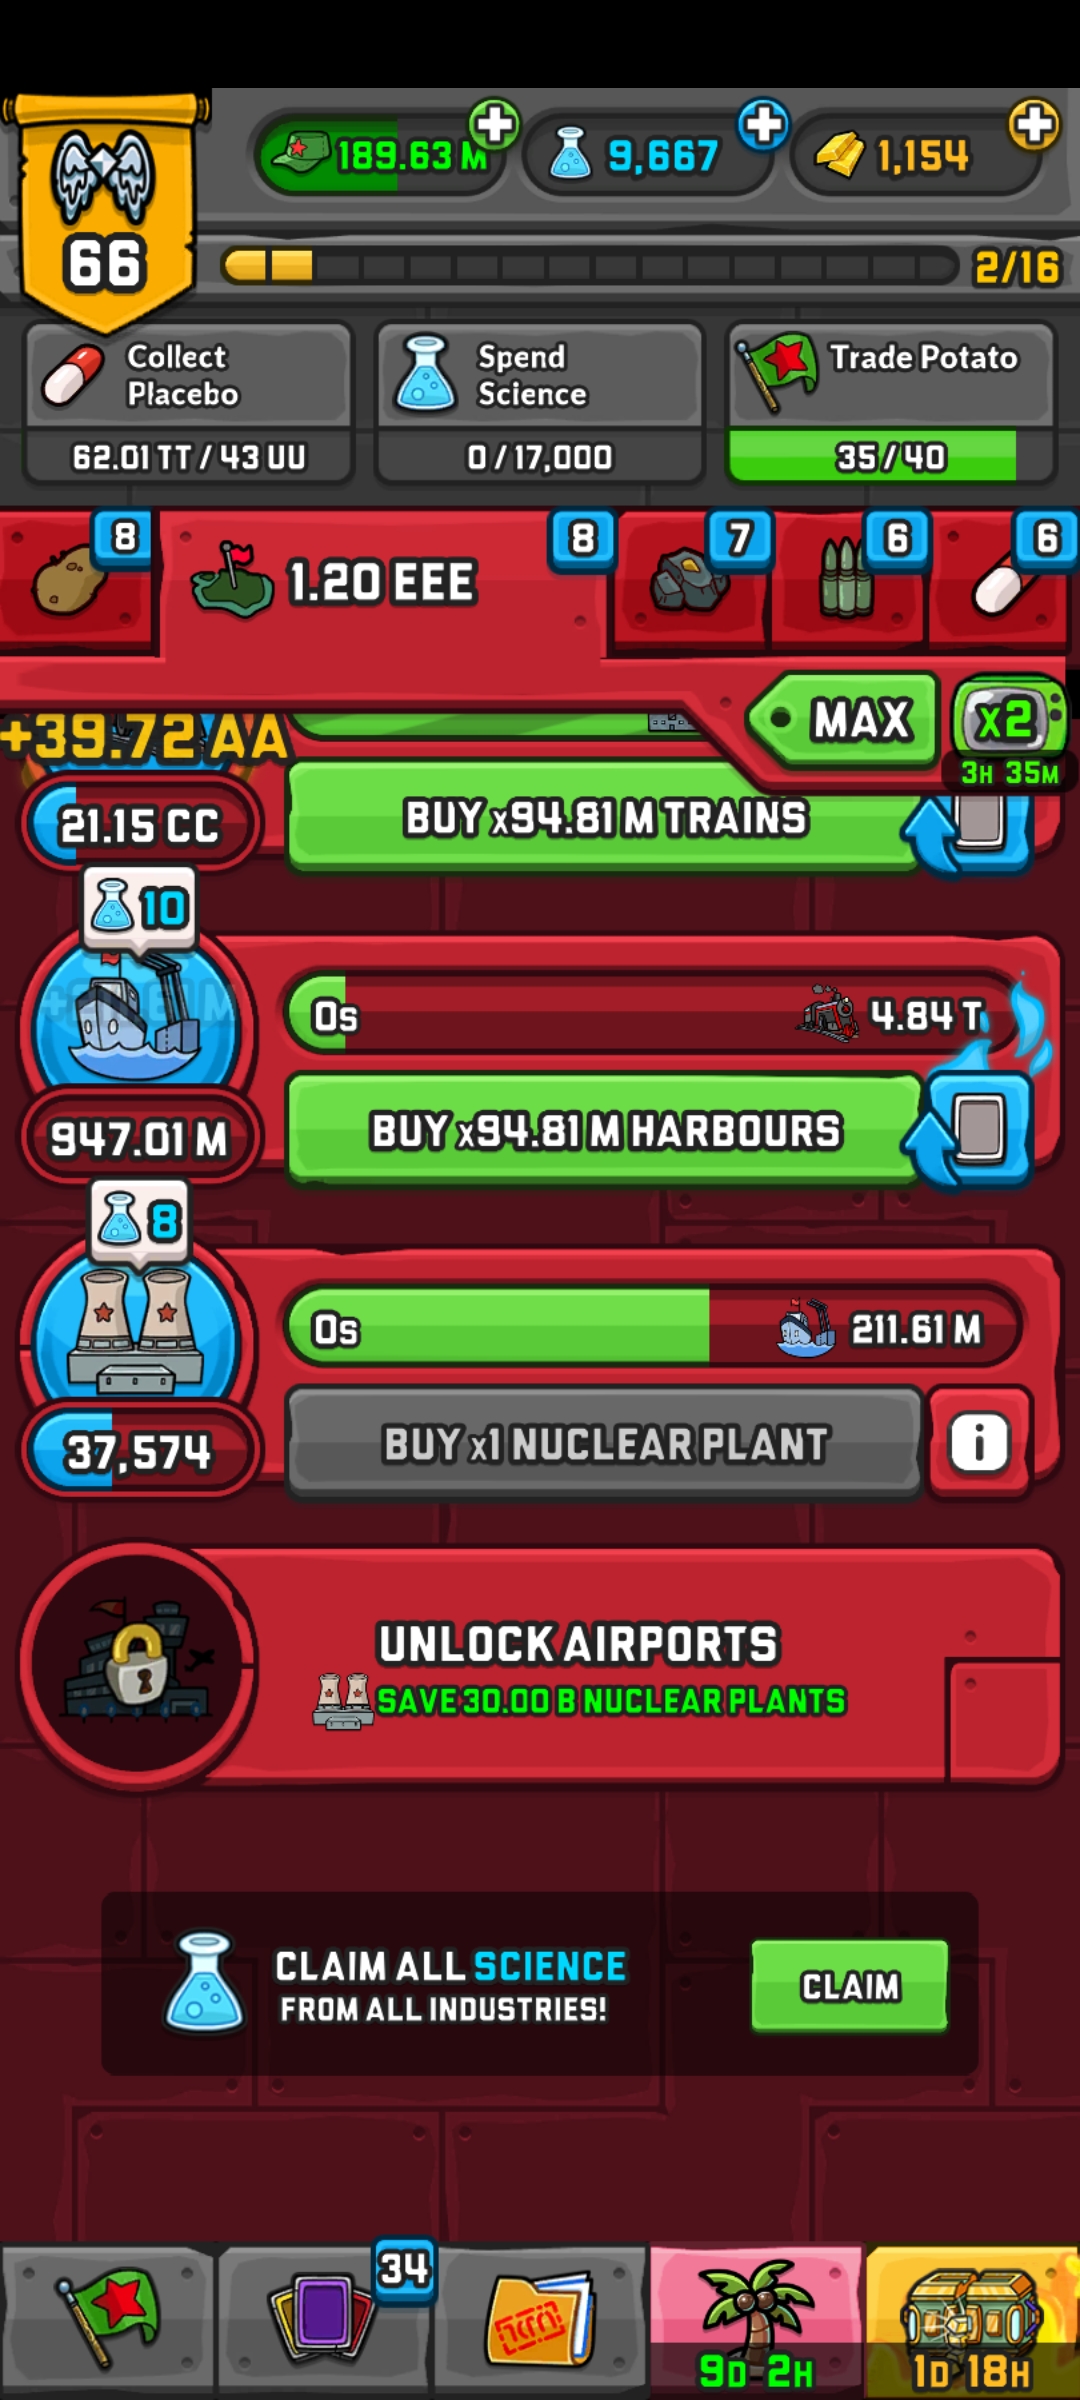 189.63 M
9,667
1,154
66
2/16
Collect
Placebo
Spend
Science
Trade Potato
62.01 TT / 43 UU
0 / 17,000
35 / 40
8
1.20 EEE
8
7
6
6
MAX
x2
3H 35M
+39.72 AA
21.15 CC
BUY x94.81 M TRAINS
10
0s
4.84 T
947.01 M
BUY x94.81 M HARBOURS
8
0s
211.61 M
37,574
BUY x1 NUCLEAR PLANT
i
UNLOCK AIRPORTS
SAVE 30.00 B NUCLEAR PLANTS
CLAIM ALL SCIENCE
FROM ALL INDUSTRIES!
CLAIM
34
9D 2H
1D 18H